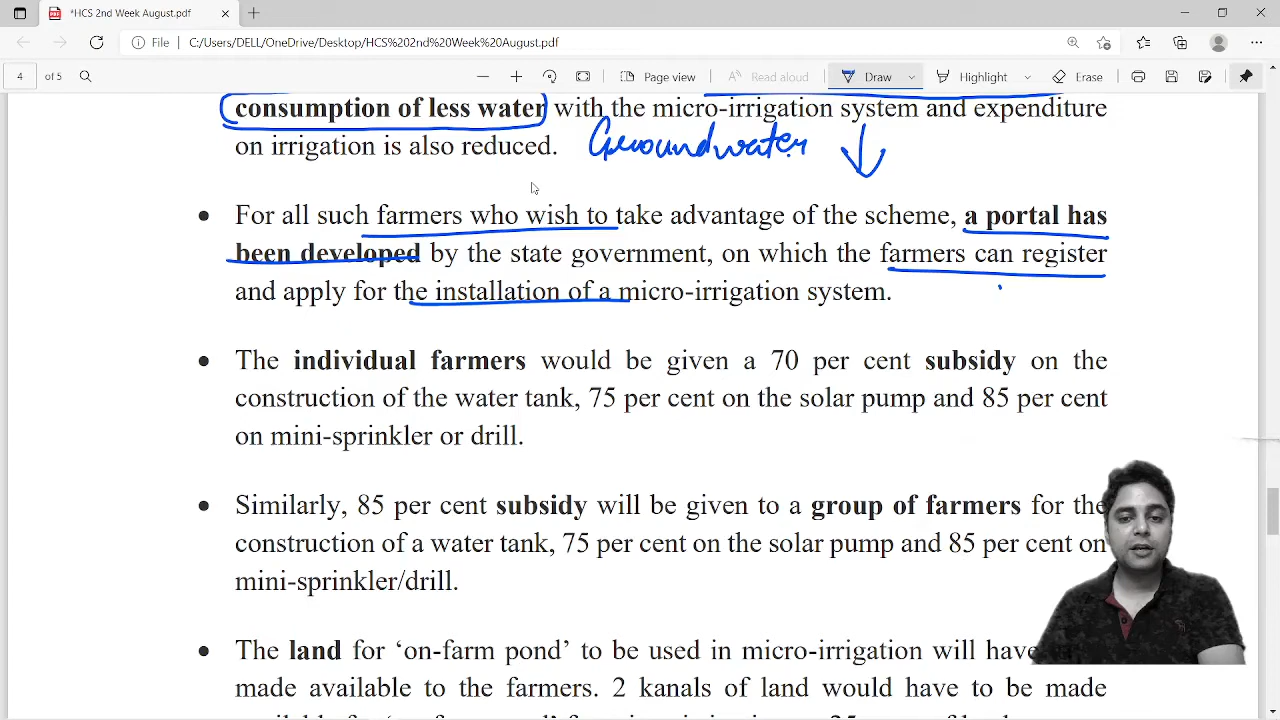 *HCS 2nd Week August.pdf
File C:/Users/DELL/OneDrive/Desktop/HCS%202nd%20Week%20August.pdf
4 of 5 Page view Read aloud Draw Highlight Erase
consumption of less water with the micro-irrigation system and expenditure
on irrigation is also reduced. Groundwater
• For all such farmers who wish to take advantage of the scheme, a portal has
been developed by the state government, on which the farmers can register
and apply for the installation of a micro-irrigation system.
• The individual farmers would be given a 70 per cent subsidy on the
construction of the water tank, 75 per cent on the solar pump and 85 per cent
on mini-sprinkler or drill.
• Similarly, 85 per cent subsidy will be given to a group of farmers for the
construction of a water tank, 75 per cent on the solar pump and 85 per cent on
mini-sprinkler/drill.
• The land for ‘on-farm pond’ to be used in micro-irrigation will have
made available to the farmers. 2 kanals of land would have to be made